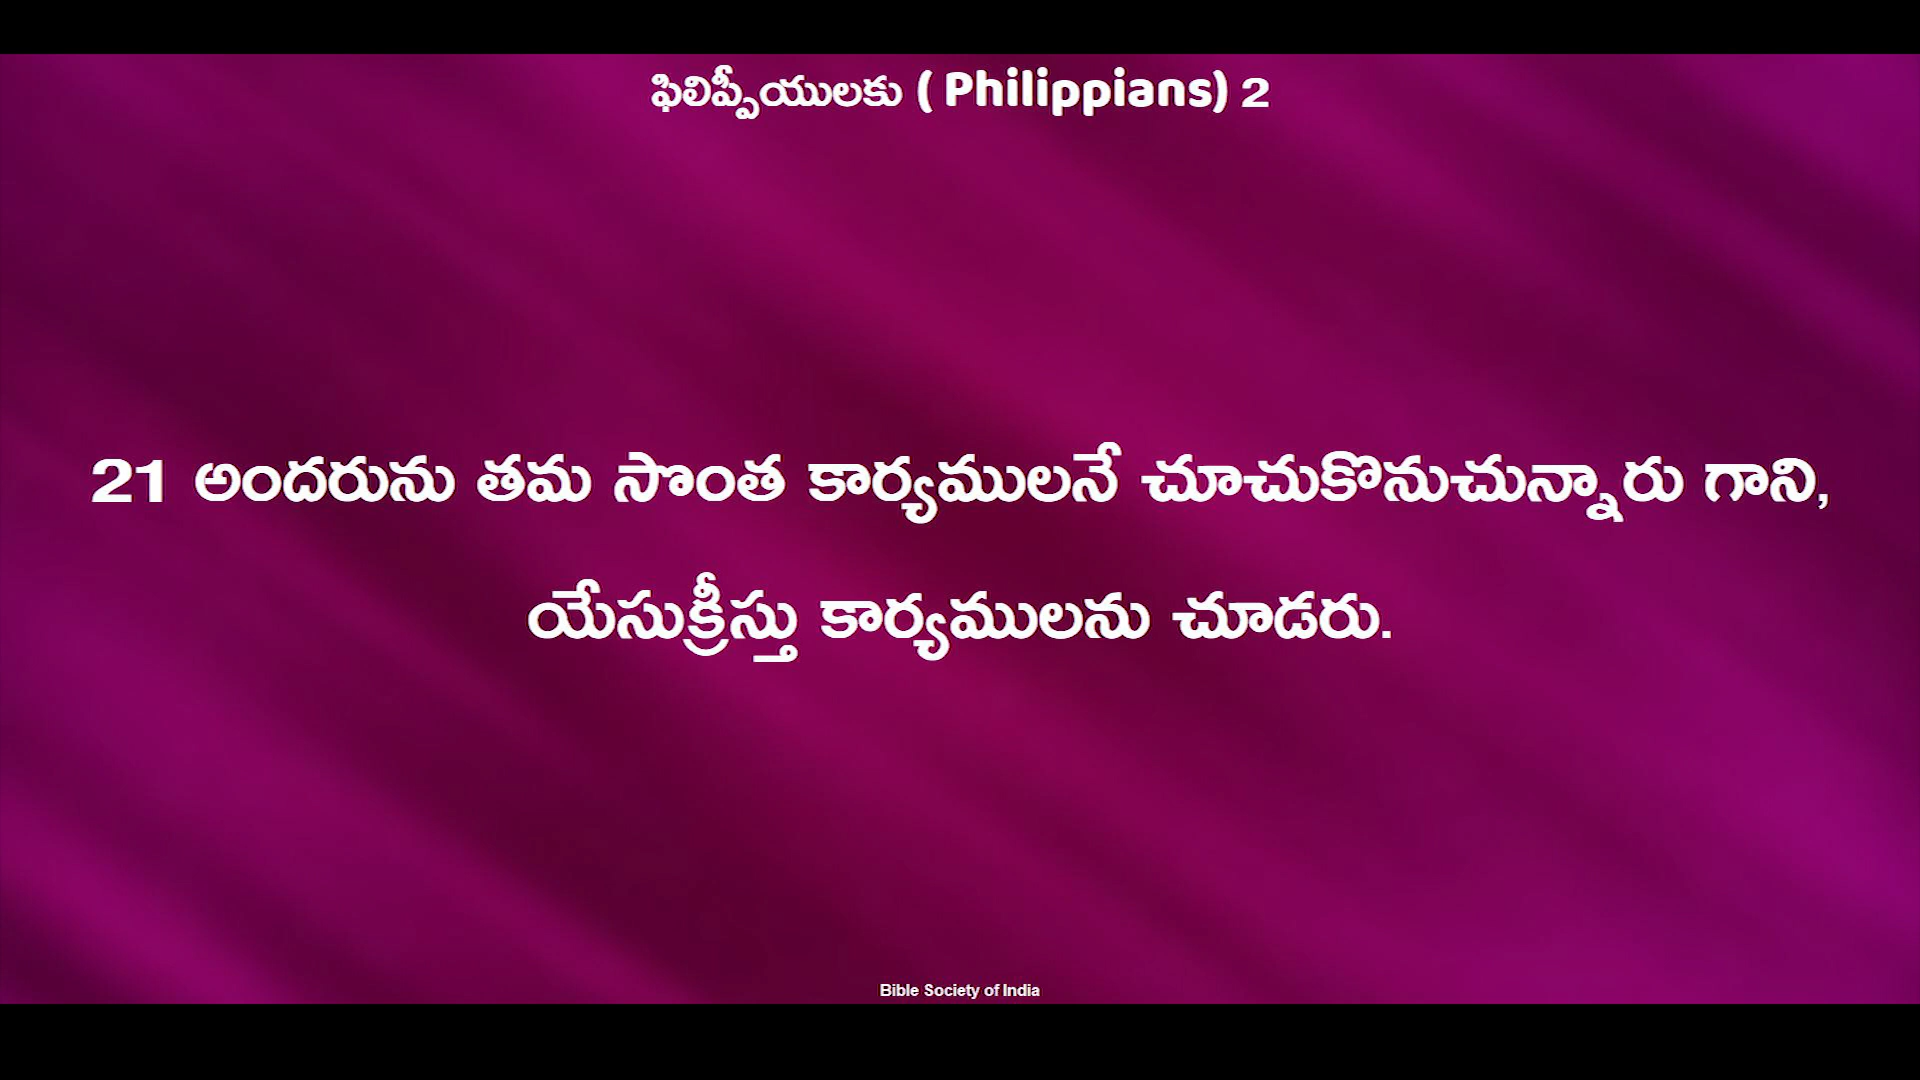 ఫిలిప్పీయులకు ( Philippians) 2
21 అందరును తమ సొంత కార్యములనే చూచుకొనుచున్నారు గాని,
యేసుక్రీస్తు కార్యములను చూడరు.
Bible Society of India